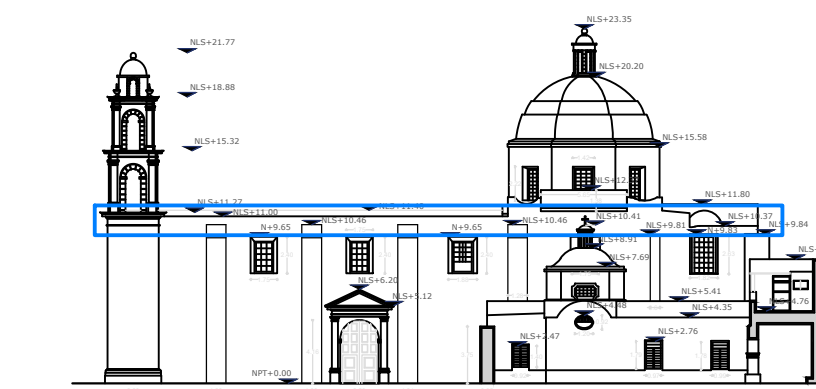 NLS+23.35
NLS+21.77
NLS+20.20
NLS+18.88
NLS+15.32
NLS+15.58
NLS+11.80
NLS+11.27
NLS+11.00
NLS+11.40
NLS+10.46
NLS+10.46
NLS+10.41
NLS+10.37
N+9.65
N+9.65
NLS+9.81
N+9.83
NLS+9.84
NLS+8.91
NLS+7.69
NLS+6.20
NLS+5.12
NLS+5.41
NLS+4.48
NLS+4.35
NLS+2.47
NLS+2.76
NPT+0.00